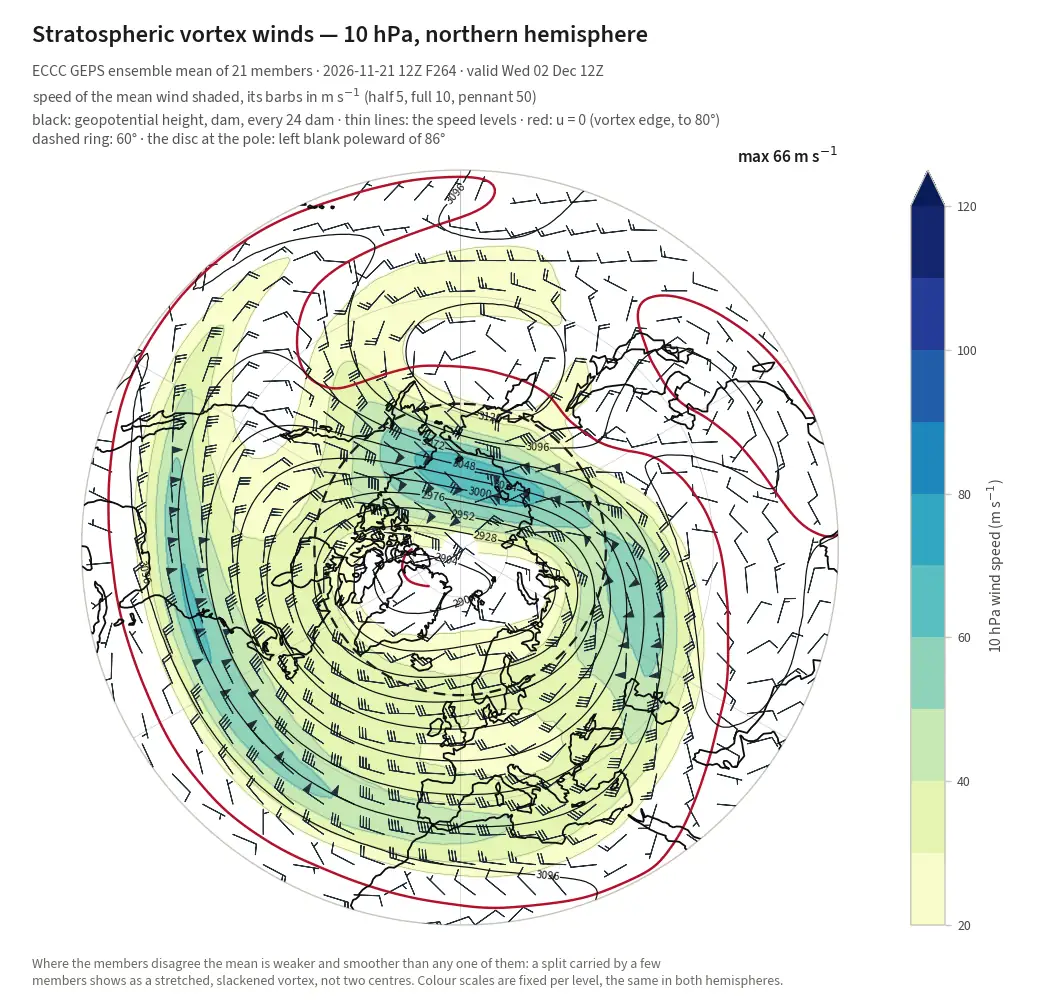 Stratospheric vortex winds — 10 hPa, northern hemisphere
ECCC GEPS ensemble mean of 21 members · 2026-11-21 12Z F264 · valid Wed 02 Dec 12Z
speed of the mean wind shaded, its barbs in m s⁻¹ (half 5, full 10, pennant 50)
black: geopotential height, dam, every 24 dam · thin lines: the speed levels · red: u = 0 (vortex edge, to 80°)
dashed ring: 60° · the disc at the pole: left blank poleward of 86°
max 66 m s⁻¹
3096
120
100
80
60
40
20
10 hPa wind speed (m s⁻¹)
3096
3048
3000
2976
2952
2928
3096
Where the members disagree the mean is weaker and smoother than any one of them: a split carried by a few
members shows as a stretched, slackened vortex, not two centres. Colour scales are fixed per level, the same in both hemispheres.